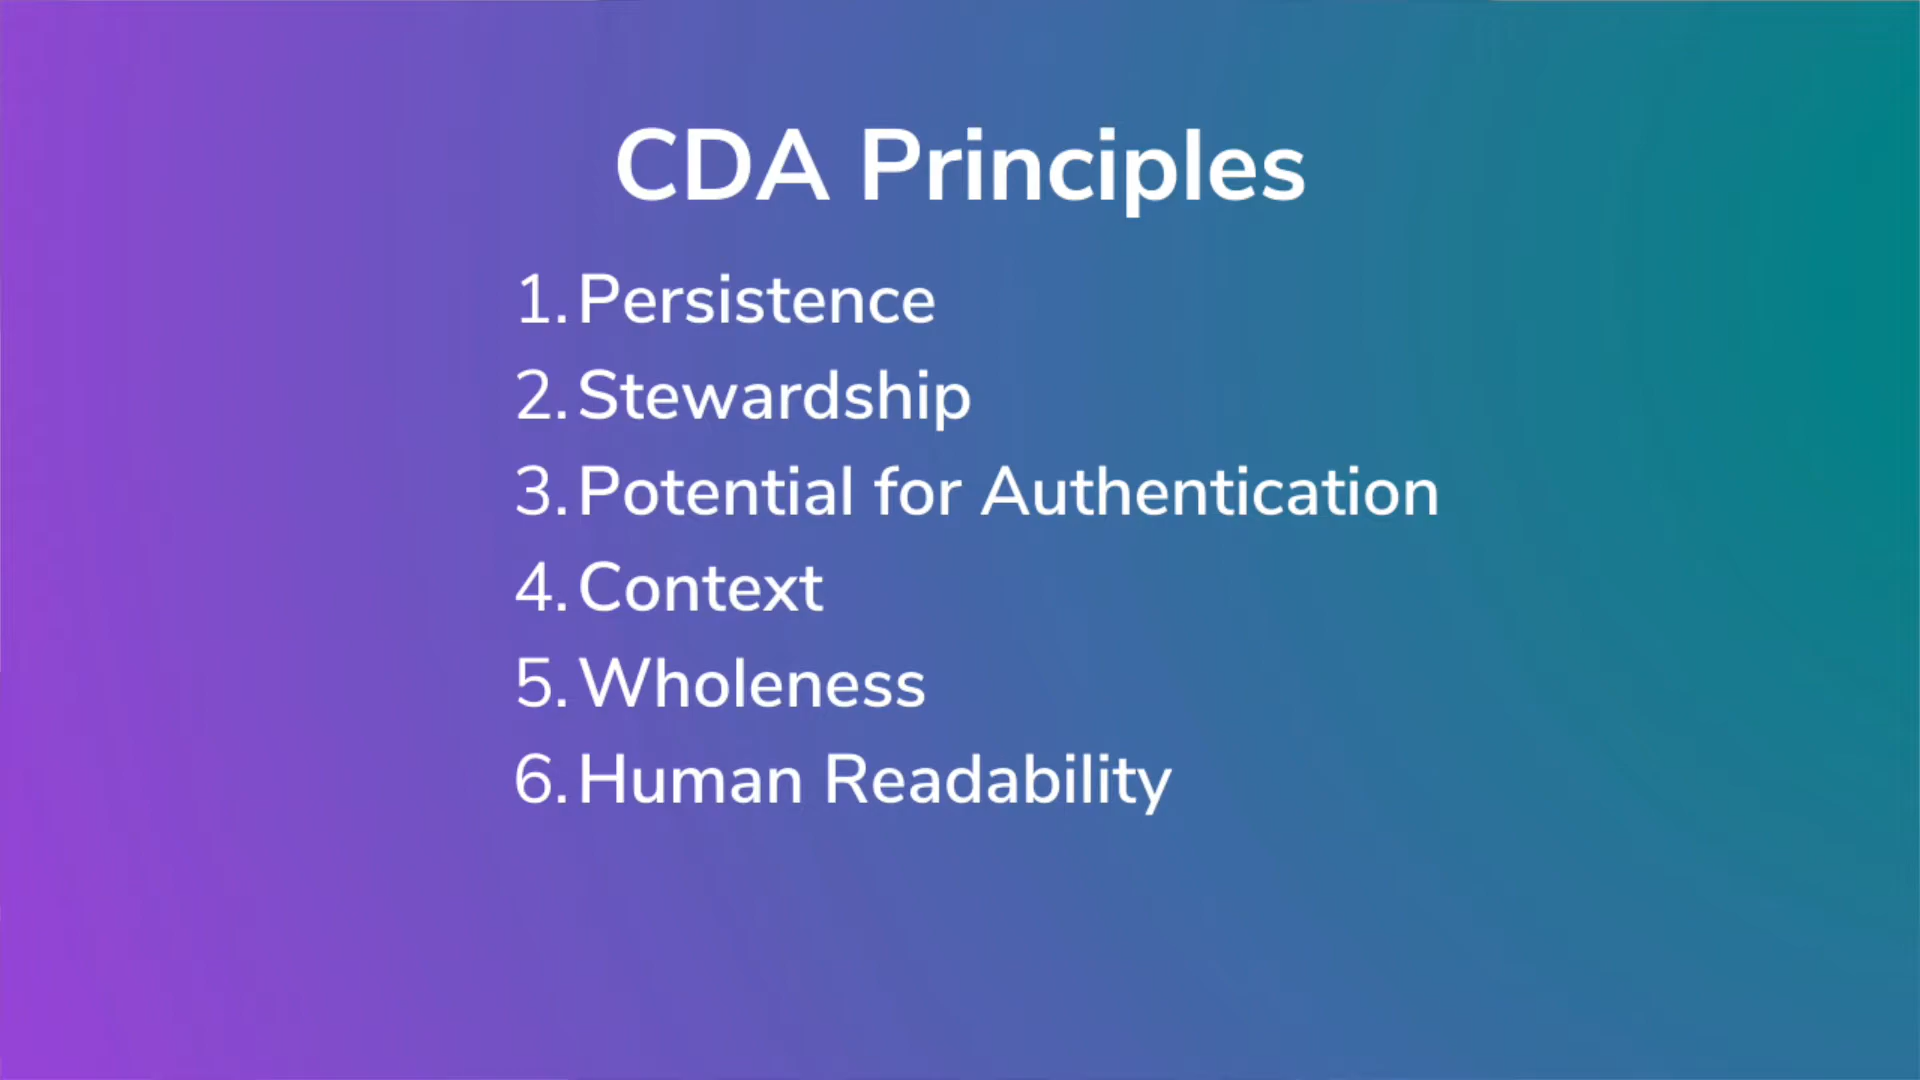 CDA Principles
1. Persistence
2. Stewardship
3. Potential for Authentication
4. Context
5. Wholeness
6. Human Readability